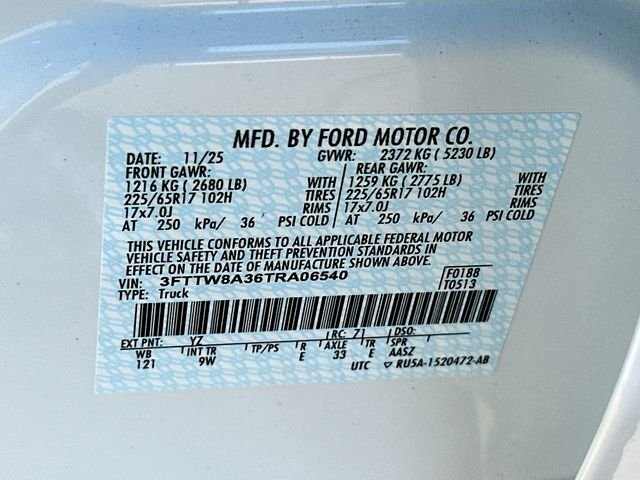 MFD. BY FORD MOTOR CO.
DATE: 11/25 GVWR: 2372 KG ( 5230 LB)
FRONT GAWR: REAR GAWR:
1216 KG ( 2680 LB) WITH 1259 KG ( 2775 LB) WITH
225/65R17 102H TIRES 225/65R17 102H TIRES
17x7.0J RIMS 17x7.0J RIMS
AT 250 kPa/ 36 PSI COLD AT 250 kPa/ 36 PSI COLD
THIS VEHICLE CONFORMS TO ALL APPLICABLE FEDERAL MOTOR
VEHICLE SAFETY AND THEFT PREVENTION STANDARDS IN
EFFECT ON THE DATE OF MANUFACTURE SHOWN ABOVE.
VIN: 3FTTW8A36TRA06540 F0188
TYPE: Truck T0513
EXT PNT: YZ RC: 71 DSO:
WB INT TR TP/PS R AXLE TR SPR
121 9W E 33 E AASZ
UTC RU5A-1520472-AB